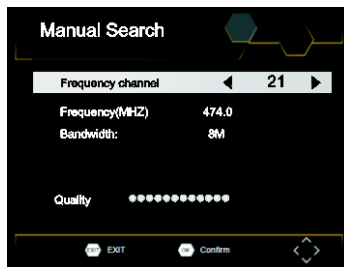 Manual Search
Frequency channel 21
Frequency(MHZ) 474.0
Bandwidth: 8M
Quality
EXIT EXIT OK Confirm